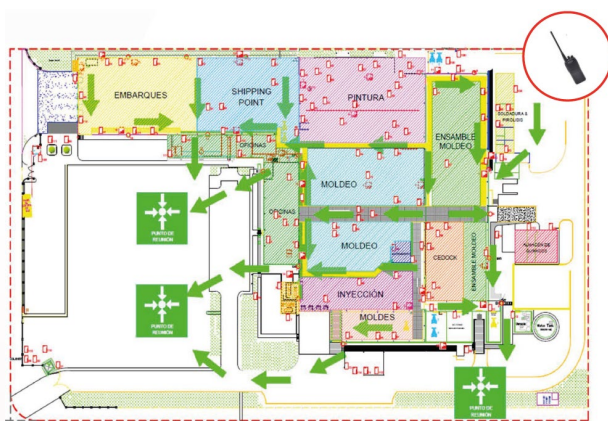 EMBARQUES
SHIPPING
POINT
PINTURA
ENSAMBLE
MOLDEO
SOLDADURA &
PIROLISIS
OFICINAS
MOLDEO
OFICINAS
MOLDEO
CEDOCK
ENSAMBLE MOLDEO
INYECCIÓN
MOLDES
PUNTO DE
REUNIÓN
PUNTO DE
REUNIÓN
PUNTO DE
REUNIÓN